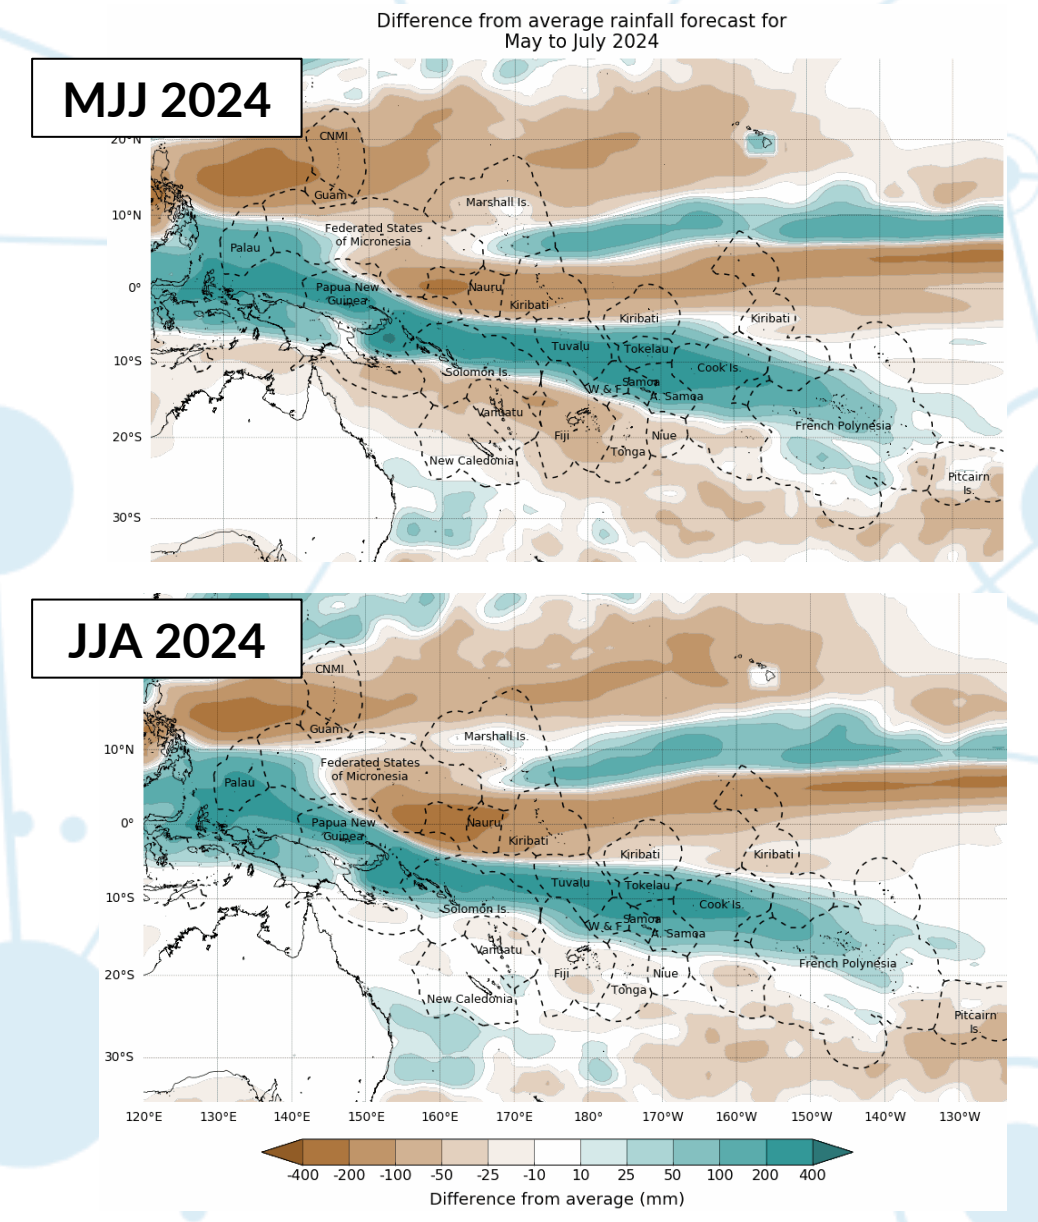 Difference from average rainfall forecast for
May to July 2024
MJJ 2024
20°N
CNMI
Guam
Marshall Is.
10°N
Federated States
of Micronesia
Palau
0°
Papua New
Guinea
Nauru
Kiribati
Kiribati
Kiribati
Tuvalu
Tokelau
10°S
Solomon Is.
Cook Is.
W & F
Samoa
A. Samoa
Vanuatu
French Polynesia
20°S
Fiji
Niue
Tonga
New Caledonia
Pitcairn
Is.
30°S
JJA 2024
CNMI
Guam
Marshall Is.
10°N
Federated States
of Micronesia
Palau
0°
Papua New
Guinea
Nauru
Kiribati
Kiribati
Kiribati
Tuvalu
Tokelau
10°S
Solomon Is.
Cook Is.
W & F
Samoa
A. Samoa
Vanuatu
French Polynesia
20°S
Fiji
Niue
Tonga
New Caledonia
Pitcairn
Is.
30°S
120°E 130°E 140°E 150°E 160°E 170°E 180° 170°W 160°W 150°W 140°W 130°W
-400 -200 -100 -50 -25 -10 10 25 50 100 200 400
Difference from average (mm)